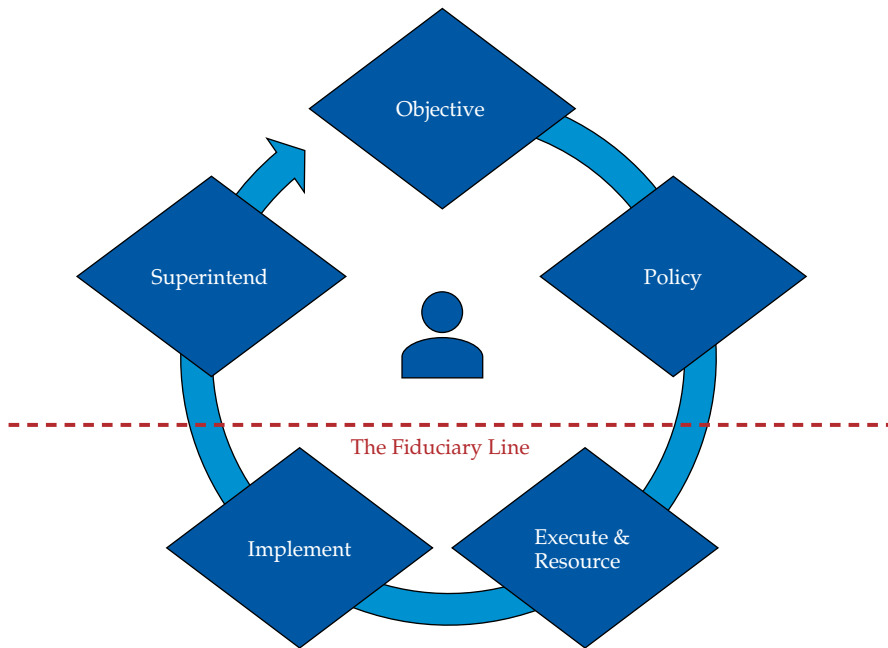 Objective
Policy
Superintend
The Fiduciary Line
Execute &
Resource
Implement